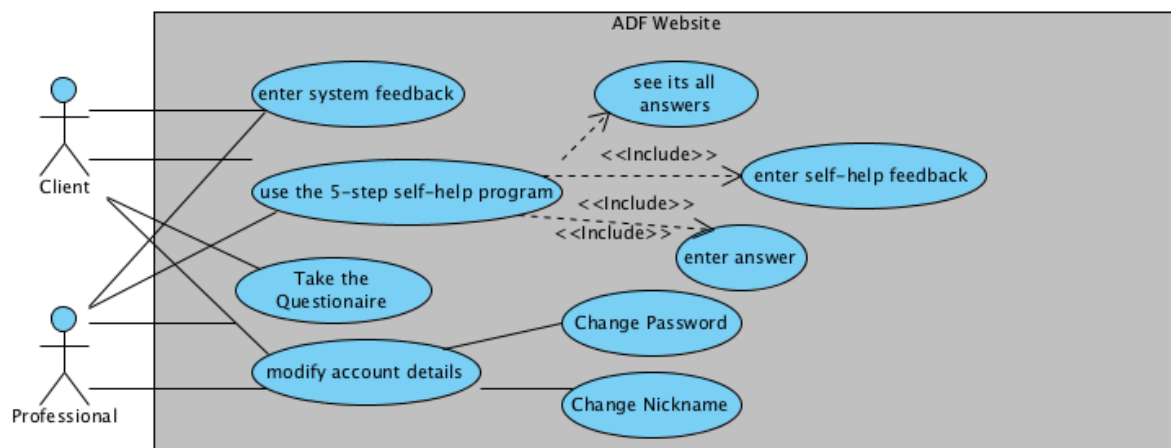 ADF Website
see its all
answers
enter system feedback
<<Include>>
Client
use the 5-step self-help program
enter self-help feedback
<<Include>>
<<Include>>
enter answer
Take the
Questionaire
Change Password
modify account details
Professional
Change Nickname